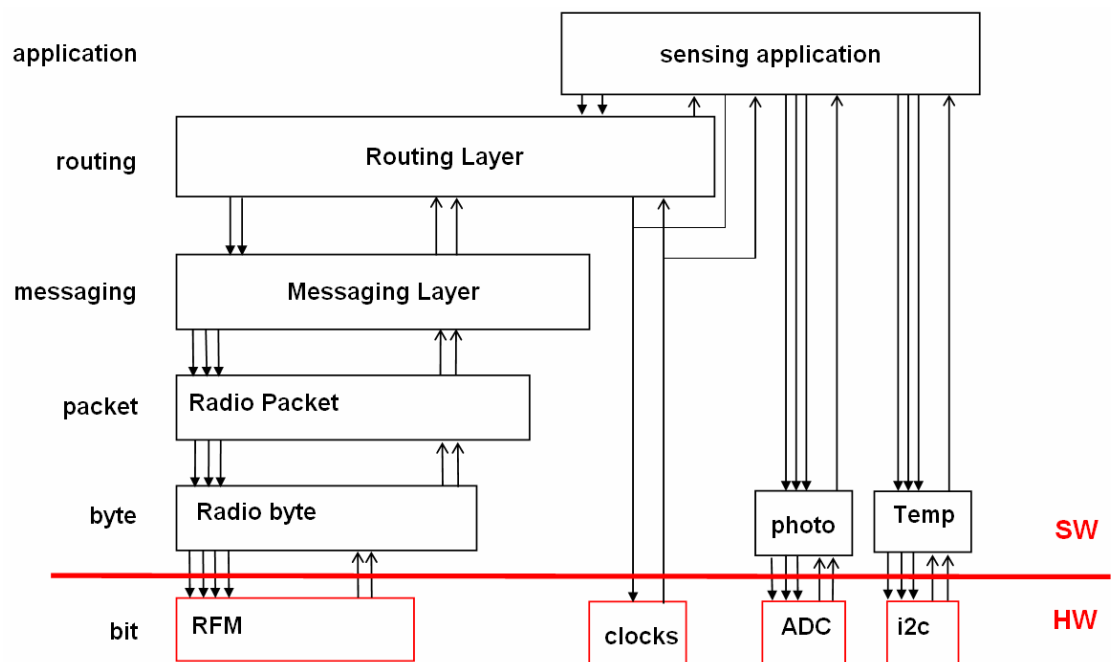 application
sensing application
routing
Routing Layer
messaging
Messaging Layer
packet
Radio Packet
byte
Radio byte
photo
Temp
SW
bit
RFM
clocks
ADC
i2c
HW